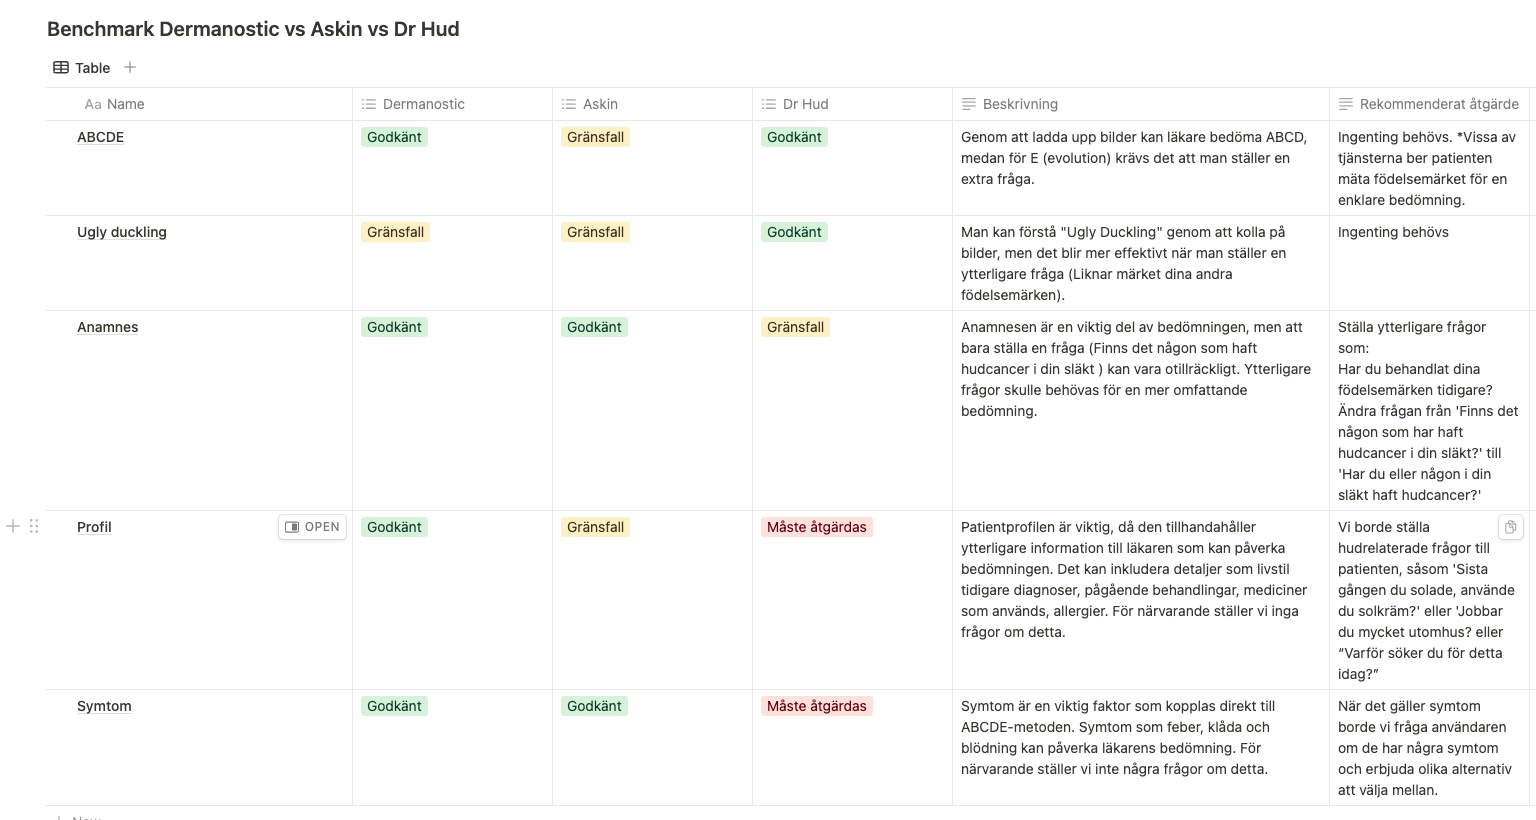 Benchmark Dermanostic vs Askin vs Dr Hud
Table
Aa Name
Dermanostic
Askin
Dr Hud
Beskrivning
Rekommenderat åtgärde
ABCDE
Godkänt
Gränsfall
Godkänt
Genom att ladda upp bilder kan läkare bedöma ABCD,
medan för E (evolution) krävs det att man ställer en
extra fråga.
Ingenting behövs. *Vissa av
tjänsterna ber patienten
mäta födelsemärket för en
enklare bedömning.
Ugly duckling
Gränsfall
Gränsfall
Godkänt
Man kan förstå "Ugly Duckling" genom att kolla på
bilder, men det blir mer effektivt när man ställer en
ytterligare fråga (Liknar märket dina andra
födelsemärken).
Ingenting behövs
Anamnes
Godkänt
Godkänt
Gränsfall
Anamnesen är en viktig del av bedömningen, men att
bara ställa en fråga (Finns det någon som haft
hudcancer i din släkt ) kan vara otillräckligt. Ytterligare
frågor skulle behövas för en mer omfattande
bedömning.
Ställa ytterligare frågor
som:
Har du behandlat dina
födelsemärken tidigare?
Ändra frågan från 'Finns det
någon som har haft
hudcancer i din släkt?' till
'Har du eller någon i din
släkt haft hudcancer?'
Profil
OPEN
Godkänt
Gränsfall
Måste åtgärdas
Patientprofilen är viktig, då den tillhandahåller
ytterligare information till läkaren som kan påverka
bedömningen. Det kan inkludera detaljer som livstil
tidigare diagnoser, pågående behandlingar, mediciner
som används, allergier. För närvarande ställer vi inga
frågor om detta.
Vi borde ställa
hudrelaterade frågor till
patienten, såsom 'Sista
gången du solade, använde
du solkräm?' eller 'Jobbar
du mycket utomhus? eller
“Varför söker du för detta
idag?”
Symtom
Godkänt
Godkänt
Måste åtgärdas
Symtom är en viktig faktor som kopplas direkt till
ABCDE-metoden. Symtom som feber, klåda och
blödning kan påverka läkarens bedömning. För
närvarande ställer vi inte några frågor om detta.
När det gäller symtom
borde vi fråga användaren
om de har några symtom
och erbjuda olika alternativ
att välja mellan.